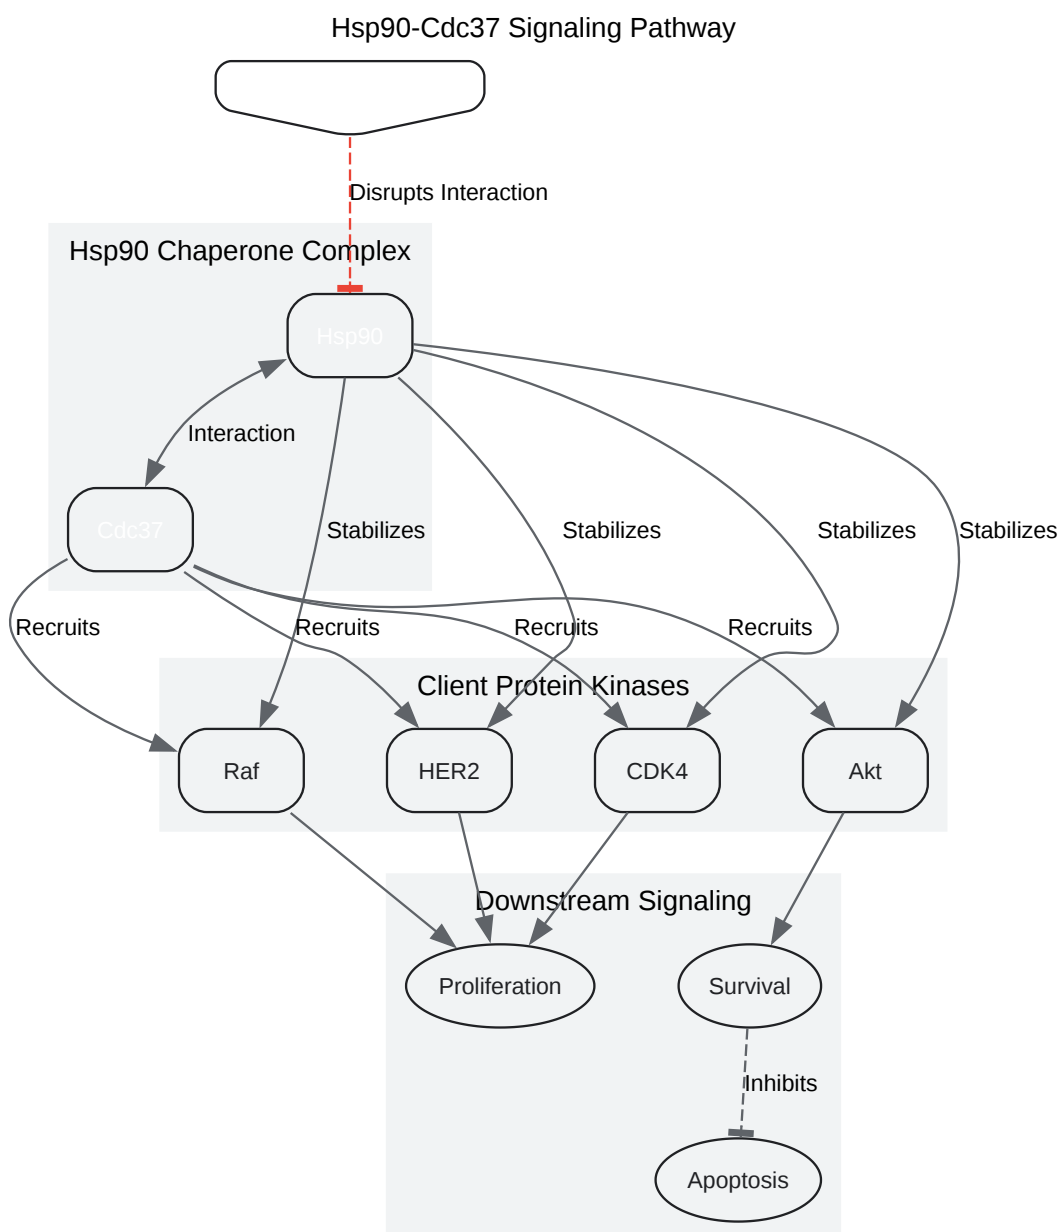 Hsp90-Cdc37 Signaling Pathway
Disrupts Interaction
Hsp90 Chaperone Complex
Hsp90
Interaction
Cdc37
Stabilizes
Stabilizes
Stabilizes
Stabilizes
Recruits
Recruits
Recruits
Recruits
Client Protein Kinases
Raf
HER2
CDK4
Akt
Downstream Signaling
Proliferation
Survival
Inhibits
Apoptosis